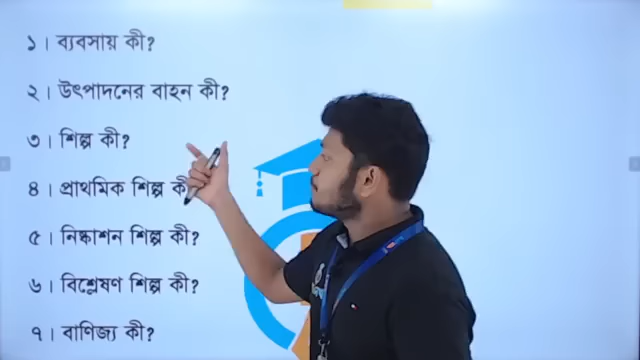 ১। ব্যবসায় কী?
২। উৎপাদনের বাহন কী?
৩। শিল্প কী?
৪। প্রাথমিক শিল্প কী
৫। নিষ্কাশন শিল্প কী?
৬। বিশ্লেষণ শিল্প কী?
৭। বাণিজ্য কী?